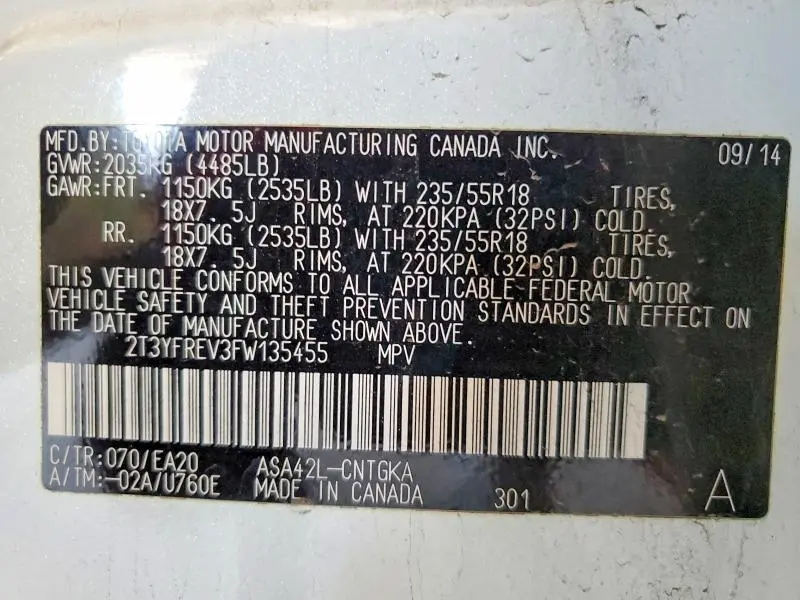 MFD.BY:TOYOTA MOTOR MANUFACTURING CANADA INC. 09/14
GVWR:2035KG (4485LB)
GAWR:FRT. 1150KG (2535LB) WITH 235/55R18 TIRES,
18X7. 5J RIMS, AT 220KPA (32PSI) COLD.
RR. 1150KG (2535LB) WITH 235/55R18 TIRES,
18X7. 5J RIMS, AT 220KPA (32PSI) COLD.
THIS VEHICLE CONFORMS TO ALL APPLICABLE FEDERAL MOTOR
VEHICLE SAFETY AND THEFT PREVENTION STANDARDS IN EFFECT ON
THE DATE OF MANUFACTURE SHOWN ABOVE.
2T3YFREV3FW135455 MPV
C/TR:070/EA20 ASA42L-CNTGKA
A/TM:-02A/U760E MADE IN CANADA 301 A